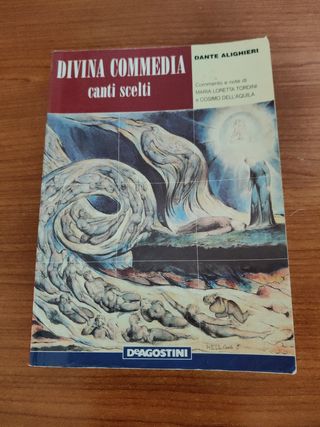 DIVINA COMMEDIA
canti scelti
DANTE ALIGHIERI
Commento e note di
MARIA LORETTA TORDINI
e COSIMO DELL'AQUILA
DEAGOSTINI